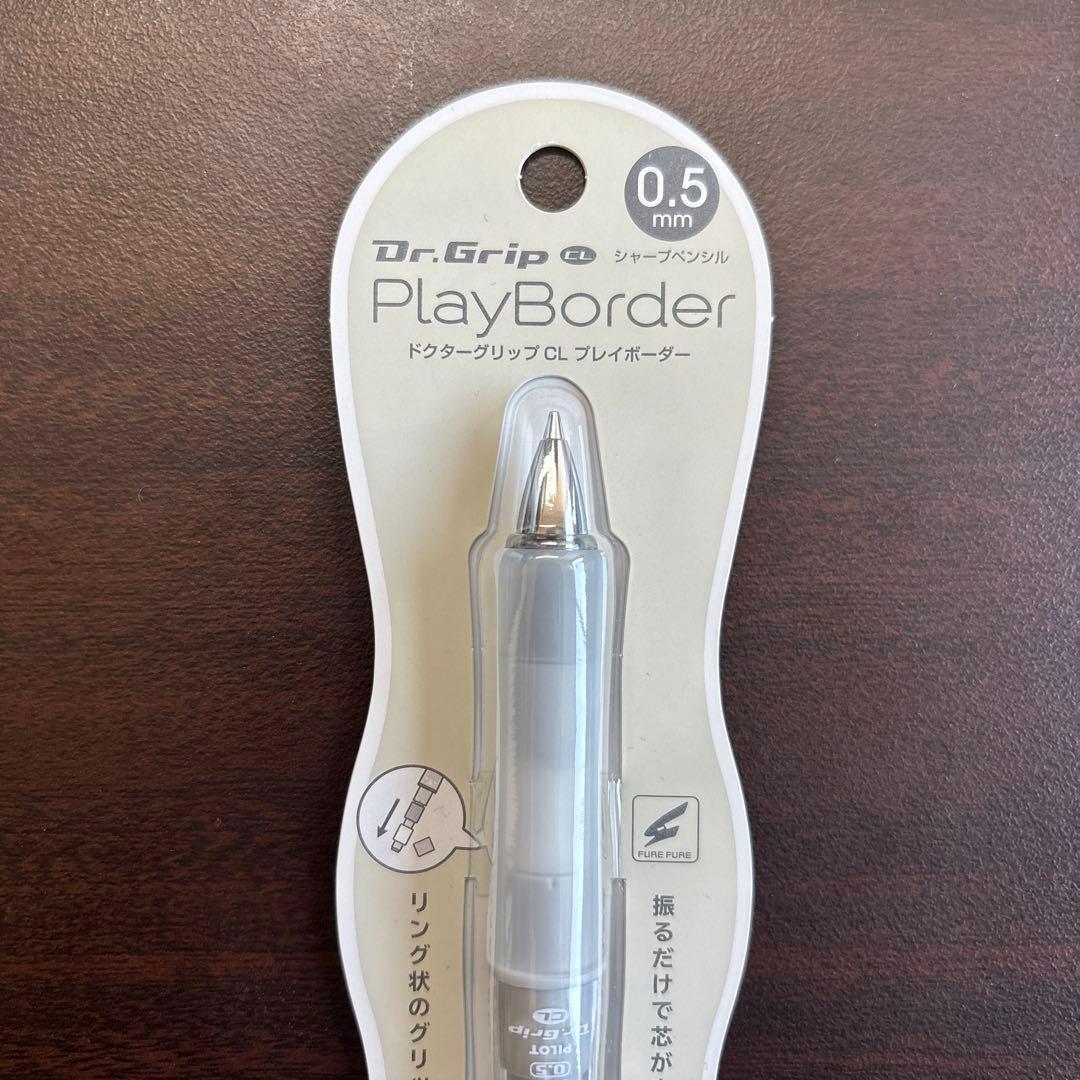 0.5
mm
Dr.Grip CL シャープペンシル
PlayBorder
ドクターグリップ CL プレイボーダー
FURE FURE
リング状のグリ
振るだけで芯が
CL
Dr.Grip
PILOT
0.5